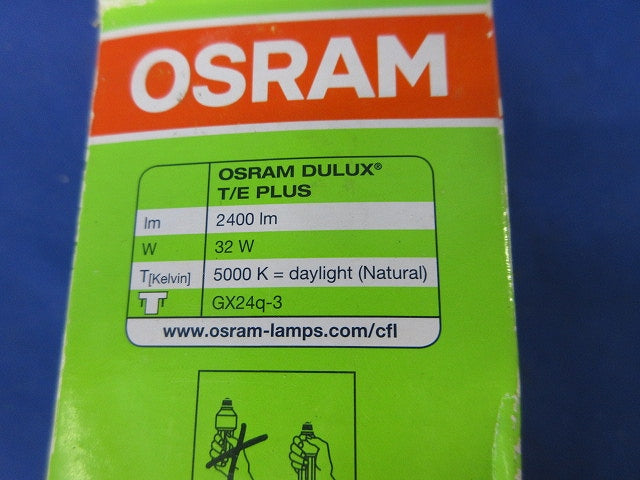 OSRAM
OSRAM DULUX®
T/E PLUS
lm 2400 lm
W 32 W
T[Kelvin] 5000 K = daylight (Natural)
GX24q-3
www.osram-lamps.com/cfl